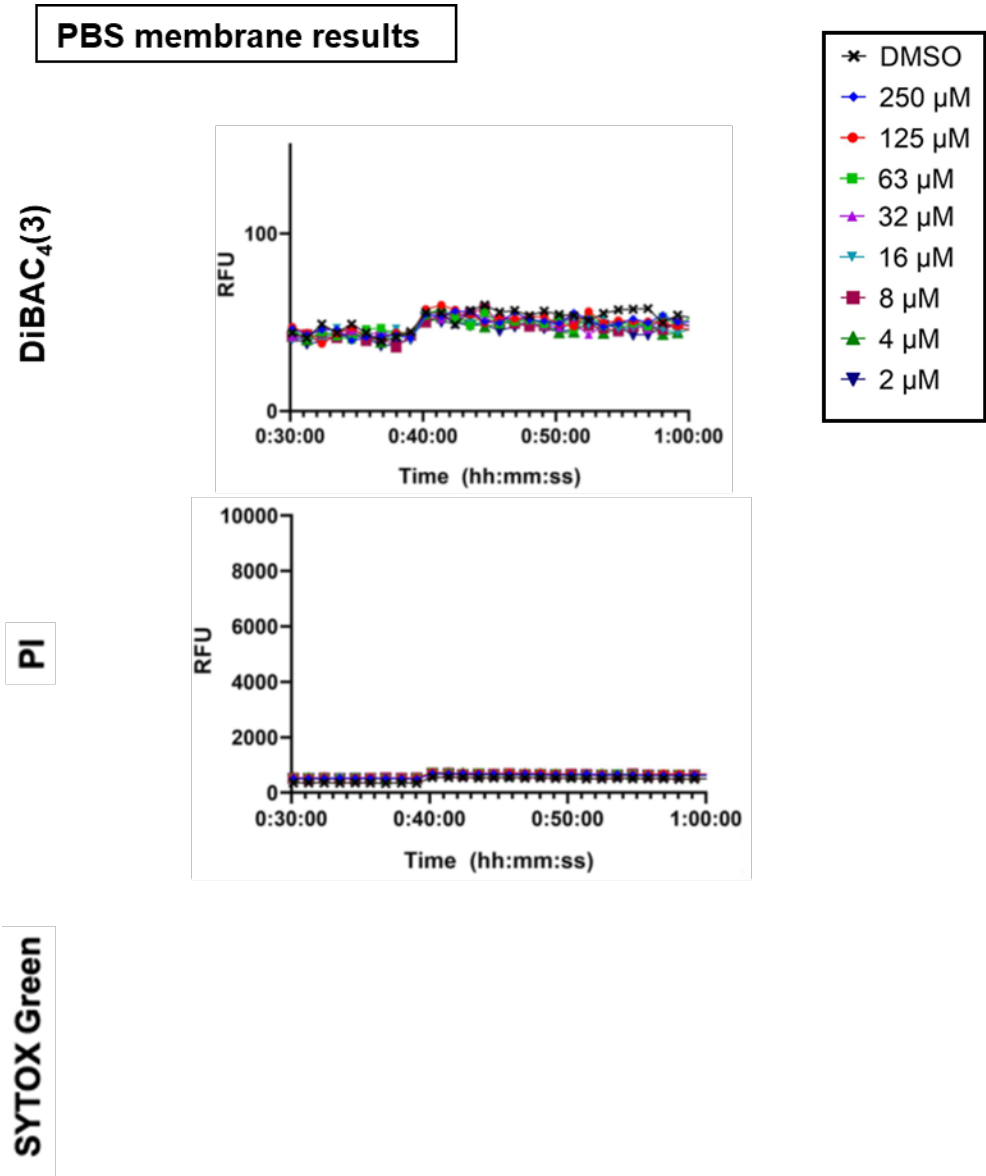 PBS membrane results
DMSO
250 µM
125 µM
63 µM
32 µM
16 µM
8 µM
4 µM
2 µM
DiBAC₄(3)
RFU
100
0
0:30:00 0:40:00 0:50:00 1:00:00
Time (hh:mm:ss)
PI
RFU
10000
8000
6000
4000
2000
0
0:30:00 0:40:00 0:50:00 1:00:00
Time (hh:mm:ss)
SYTOX Green